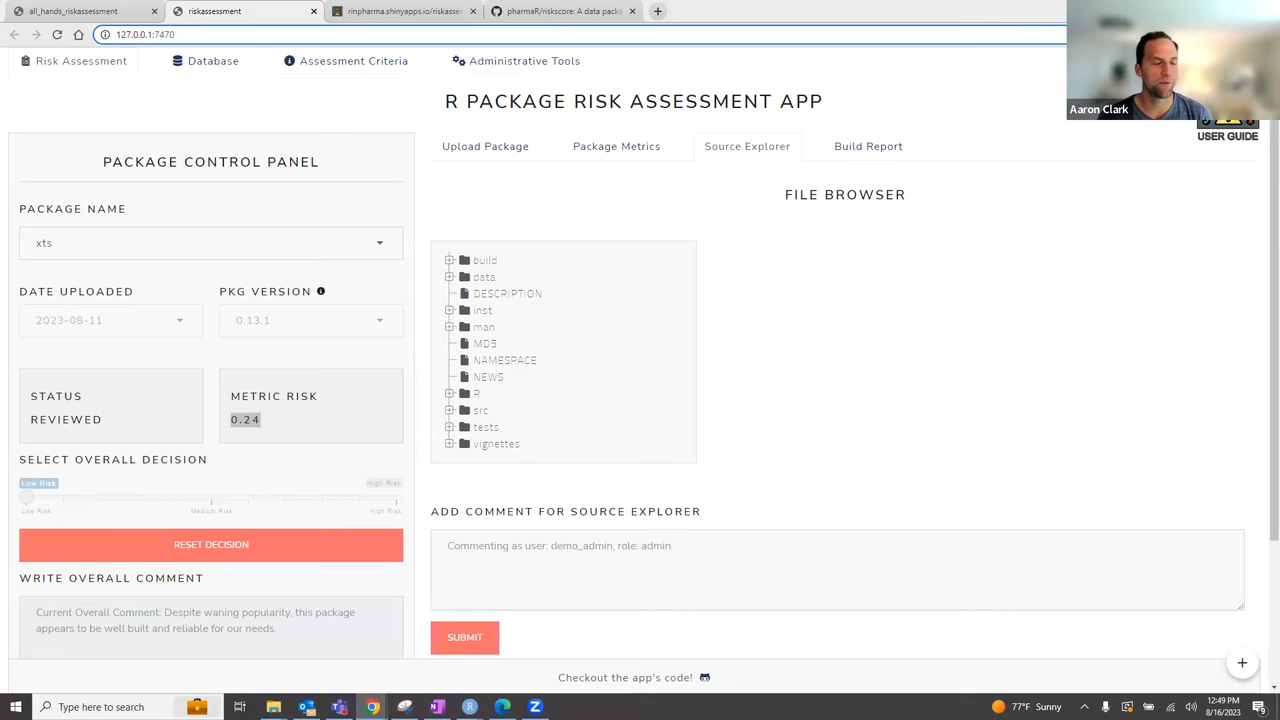 all_hands.riskassessment
riskassessment
rinpharma.shinyapps.io/riskasses
pharmaR/riskscore: Data packag
127.0.0.1:7470
Aaron Clark
Risk Assessment
Database
Assessment Criteria
Administrative Tools
R PACKAGE RISK ASSESSMENT APP
USER GUIDE
PACKAGE CONTROL PANEL
PACKAGE NAME
xts
DATE UPLOADED
PKG VERSION
2023-08-11
0.13.1
STATUS
REVIEWED
METRIC RISK
0.24
SELECT OVERALL DECISION
Low Risk
High Risk
Low Risk
Medium Risk
High Risk
RESET DECISION
WRITE OVERALL COMMENT
Current Overall Comment: Despite waning popularity, this package
appears to be well built and reliable for our needs.
Upload Package
Package Metrics
Source Explorer
Build Report
FILE BROWSER
build
data
DESCRIPTION
inst
man
MD5
NAMESPACE
NEWS
R
src
tests
vignettes
ADD COMMENT FOR SOURCE EXPLORER
Commenting as user: demo_admin, role: admin
SUBMIT
Checkout the app's code!
Type here to search
77°F Sunny
12:49 PM
8/16/2023